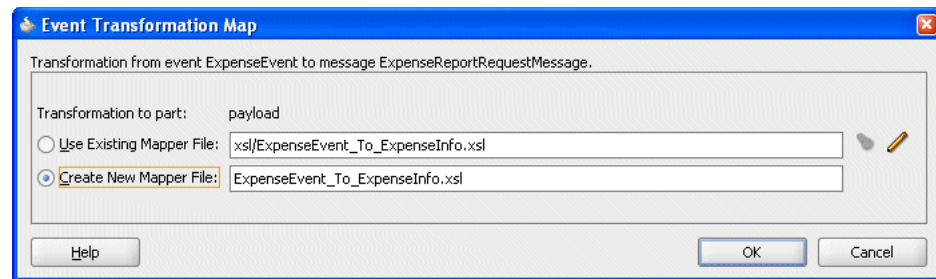 Event Transformation Map
Transformation from event ExpenseEvent to message ExpenseReportRequestMessage.
Transformation to part: payload
Use Existing Mapper File: xsl/ExpenseEvent_To_ExpenseInfo.xsl
Create New Mapper File: ExpenseEvent_To_ExpenseInfo.xsl
Help OK Cancel